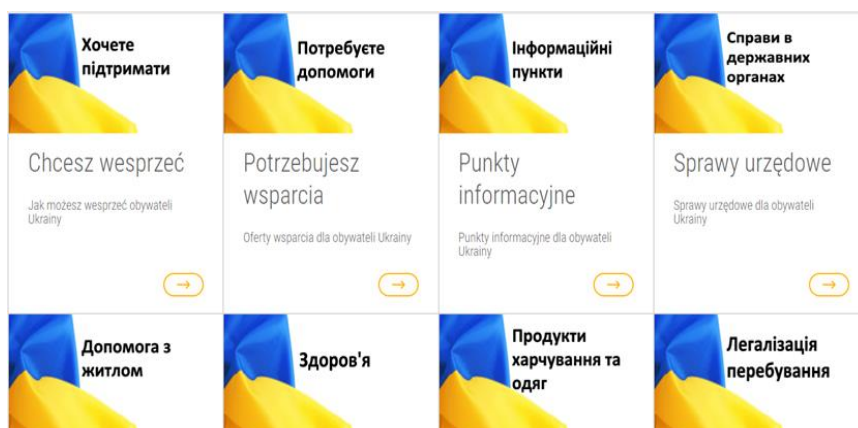 Хочете
підтримати
Chcesz wesprzeć
Jak możesz wesprzeć obywateli
Ukrainy
Потребуєте
допомоги
Potrzebujesz
wsparcia
Oferty wsparcia dla obywateli Ukrainy
Інформаційні
пункти
Punkty
informacyjne
Punkty informacyjne dla obywateli
Ukrainy
Справи в
державних
органах
Sprawy urzędowe
Sprawy urzędowe dla obywateli
Ukrainy
Допомога з
житлом
Здоров'я
Продукти
харчування та
одяг
Легалізація
перебування